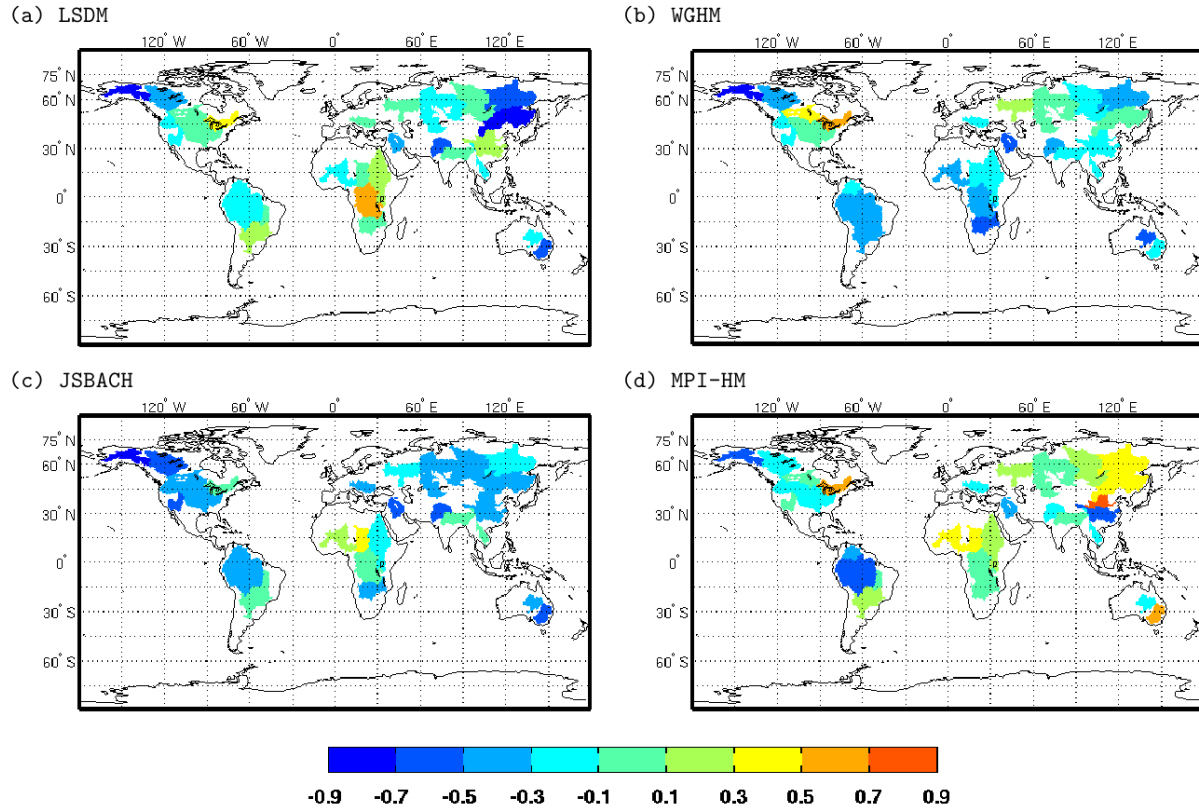 (a) LSDM
(b) WGHM
120° W 60° W 0° 60° E 120° E
120° W 60° W 0° 60° E 120° E
75° N
60° N
30° N
0°
30° S
60° S
75° N
60° N
30° N
0°
30° S
60° S
(c) JSBACH
(d) MPI-HM
120° W 60° W 0° 60° E 120° E
120° W 60° W 0° 60° E 120° E
75° N
60° N
30° N
0°
30° S
60° S
75° N
60° N
30° N
0°
30° S
60° S
-0.9 -0.7 -0.5 -0.3 -0.1 0.1 0.3 0.5 0.7 0.9